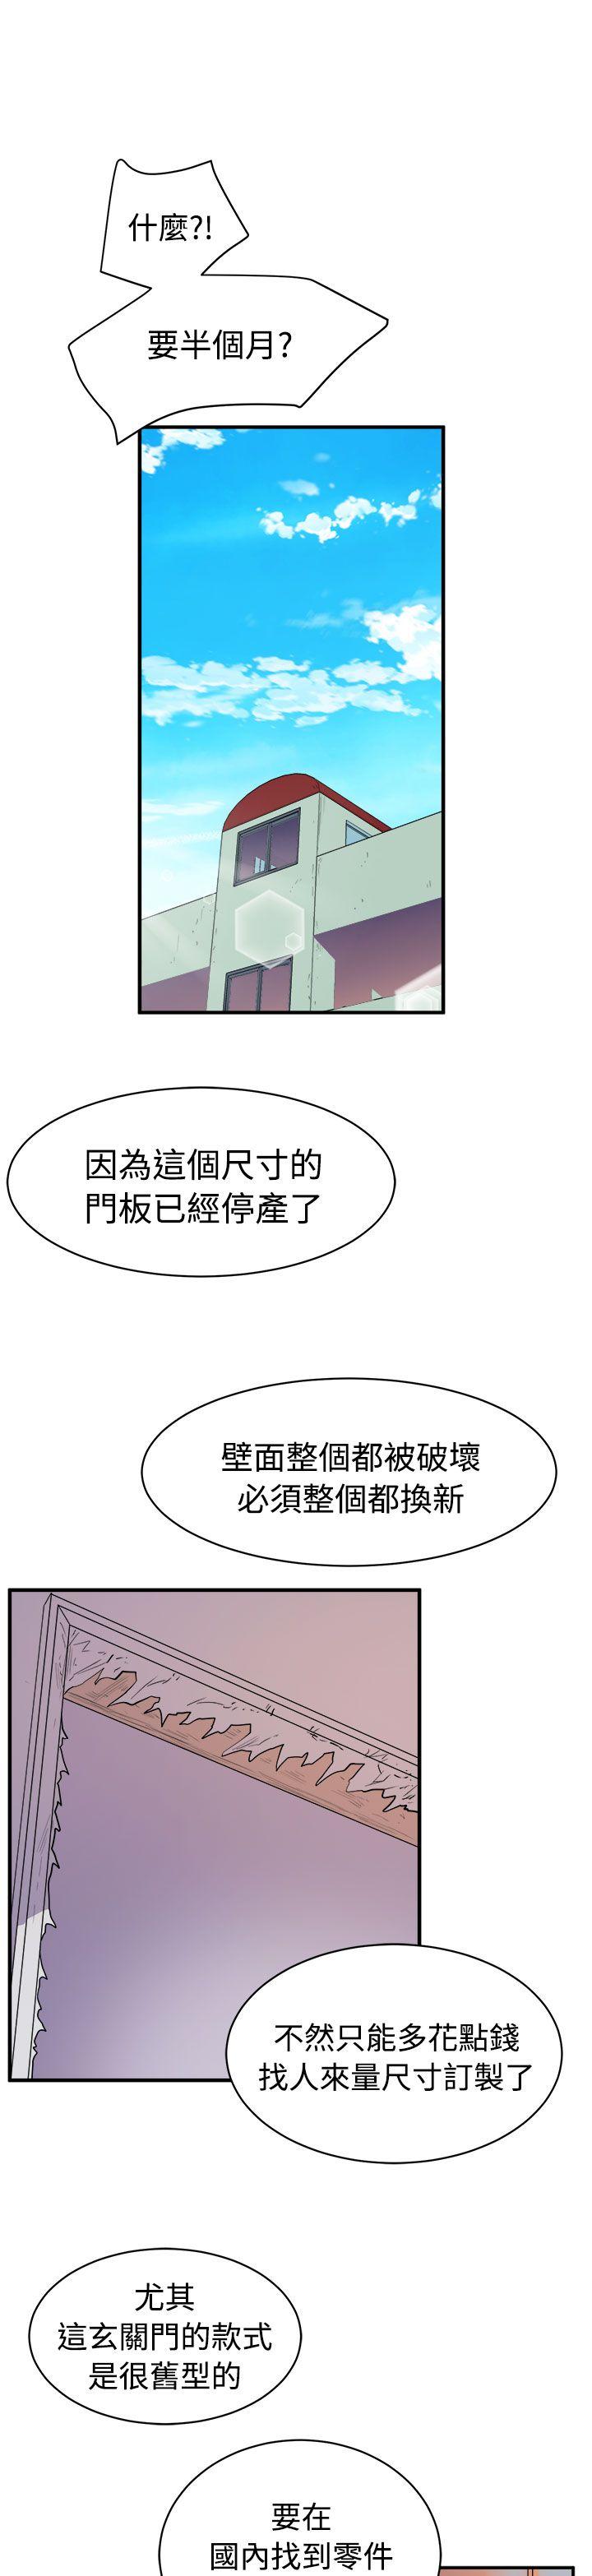 什麼?!
要半個月?
因為這個尺寸的
門板已經停產了
壁面整個都被破壞
必須整個都換新
不然只能多花點錢
找人來量尺寸訂製了
尤其
這玄關門的款式
是很舊型的
要在
國內找到零件